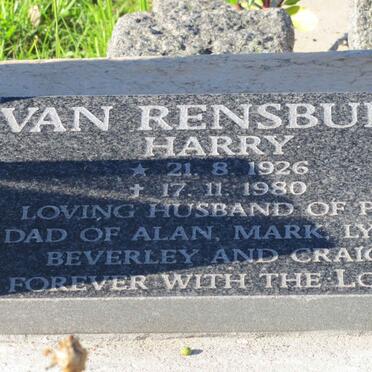 VAN RENSBU
HARRY
★ 21. 8. 1926
✝ 17. 11. 1980
LOVING HUSBAND OF
DAD OF ALAN, MARK, LY
BEVERLEY AND CRAIG
FOREVER WITH THE LO